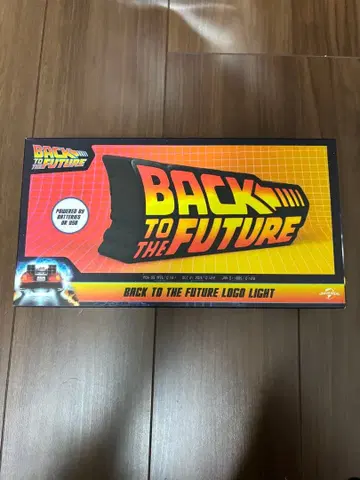 BACK
TO THE
FUTURE
POWERED BY
BATTERIES
OR USB
BACK
TO
THE FUTURE
BACK TO THE FUTURE LOGO LIGHT